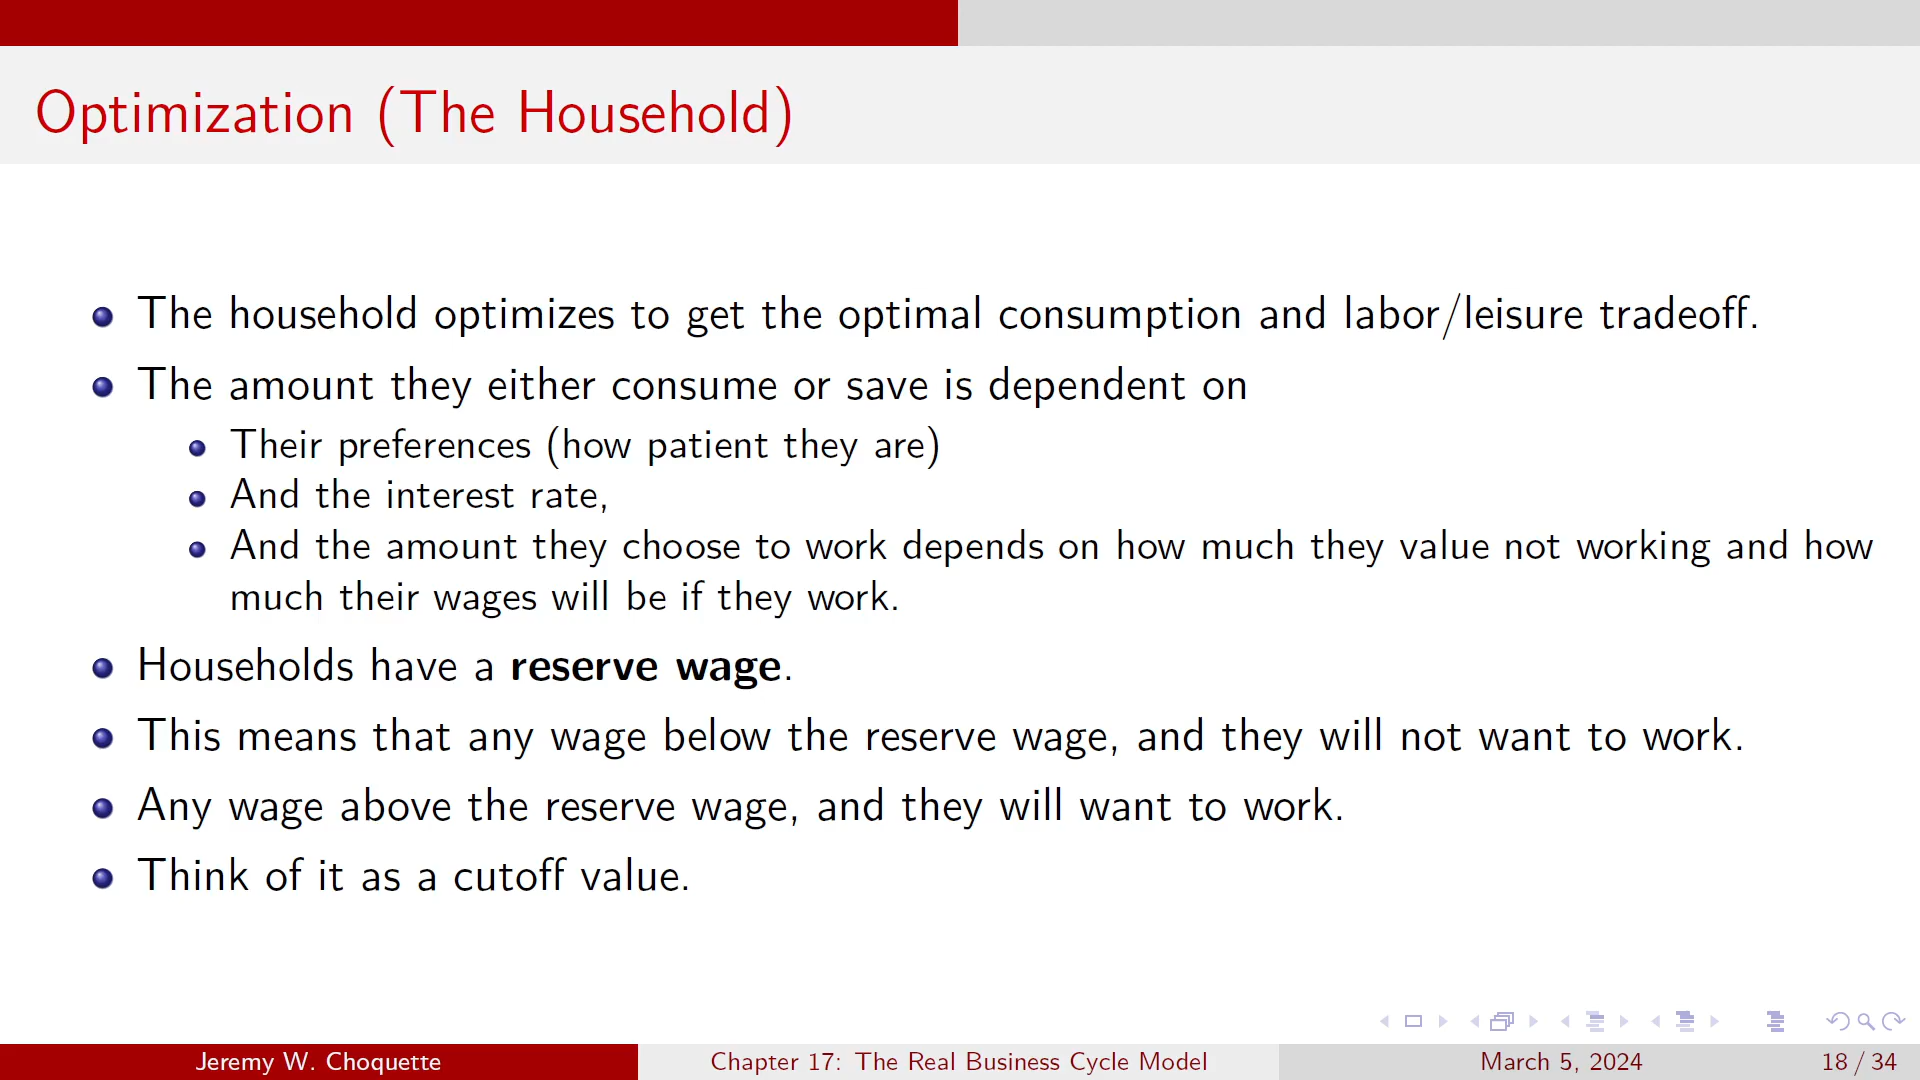 Optimization (The Household)
The household optimizes to get the optimal consumption and labor/leisure tradeoff.
The amount they either consume or save is dependent on
Their preferences (how patient they are)
And the interest rate,
And the amount they choose to work depends on how much they value not working and how
much their wages will be if they work.
Households have a reserve wage.
This means that any wage below the reserve wage, and they will not want to work.
Any wage above the reserve wage, and they will want to work.
Think of it as a cutoff value.
Jeremy W. Choquette
Chapter 17: The Real Business Cycle Model
March 5, 2024
18 / 34